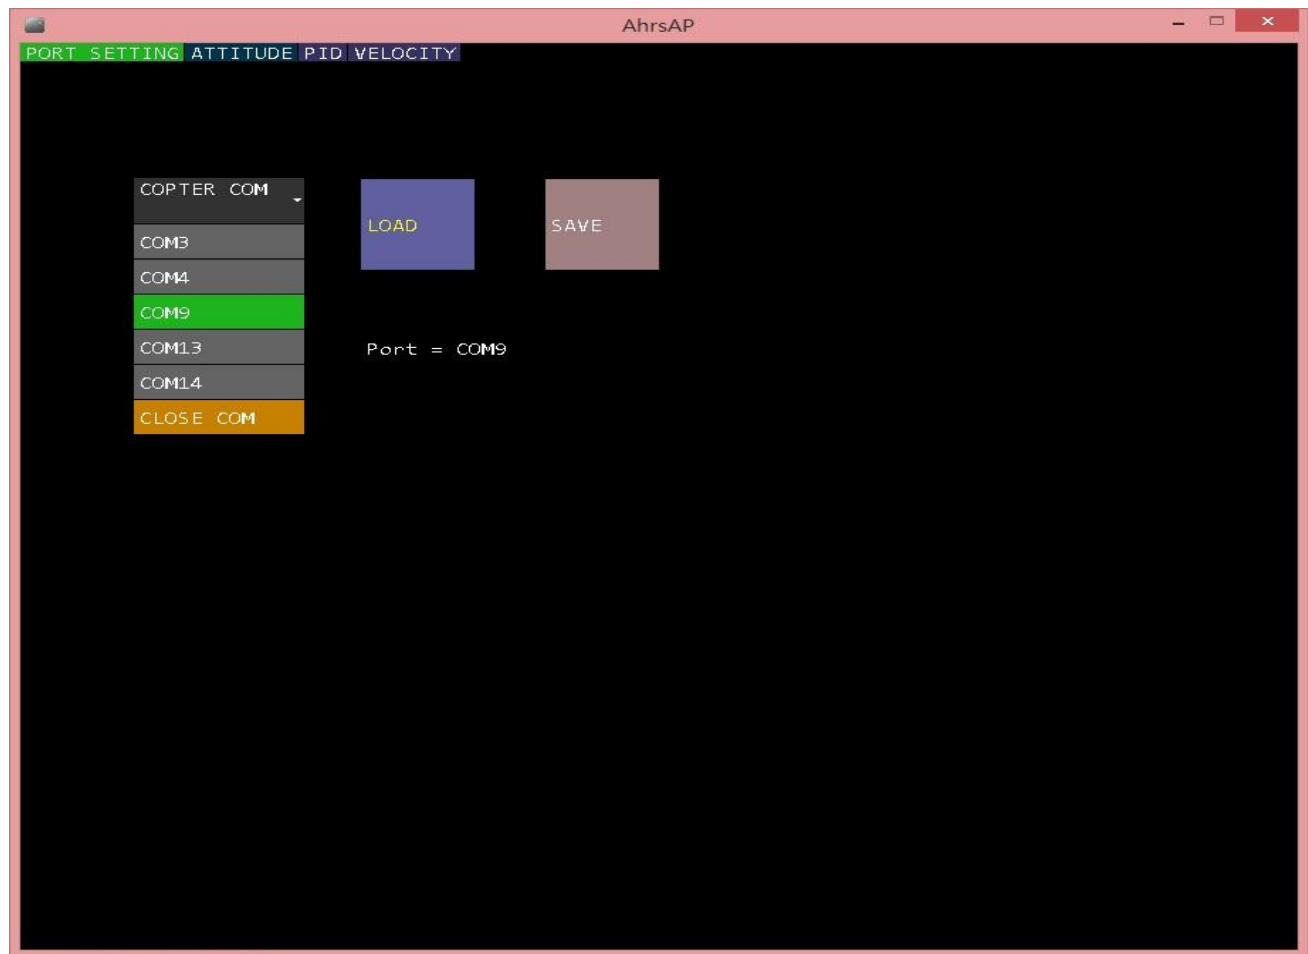 AhrsAP
PORT SETTING ATTITUDE PID VELOCITY
COPTER COM
COM3
COM4
COM9
COM13
COM14
CLOSE COM
LOAD
SAVE
Port = COM9